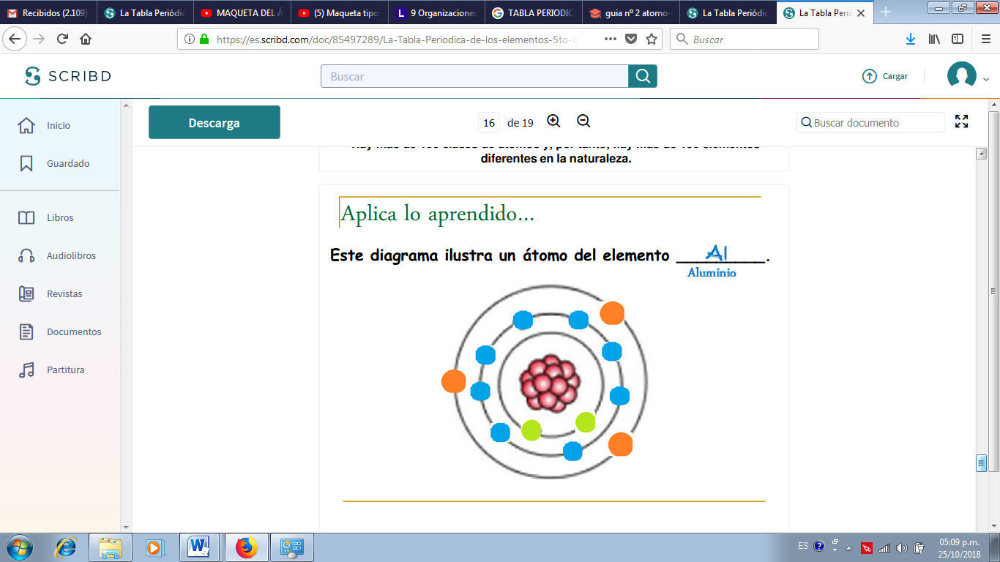 Recibidos (2.109)
La Tabla Periódic
MAQUETA DEL Á
(5) Maqueta tipo
9 Organizaciones
TABLA PERIODIC
guia nº 2 atomo-
La Tabla Periódic
La Tabla Perió
https://es.scribd.com/doc/85497289/La-Tabla-Periodica-de-los-elementos-5to-g
Buscar
SCRIBD
Buscar
Cargar
Inicio
Guardado
Libros
Audiolibros
Revistas
Documentos
Partitura
Descarga
16 de 19
Buscar documento
diferentes en la naturaleza.
Aplica lo aprendido...
Este diagrama ilustra un átomo del elemento __Al__.
Aluminio
ES
05:09 p.m.
25/10/2018